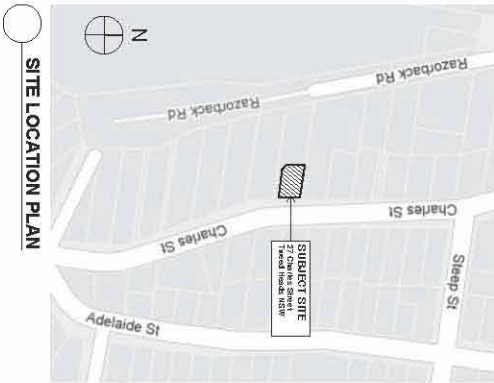 SITE LOCATION PLAN
N
Razorback Rd
Razorback Rd
Charles St
Charles St
SUBJECT SITE
27 Charles Street
Tweed Heads NSW
Steep St
Adelaide St